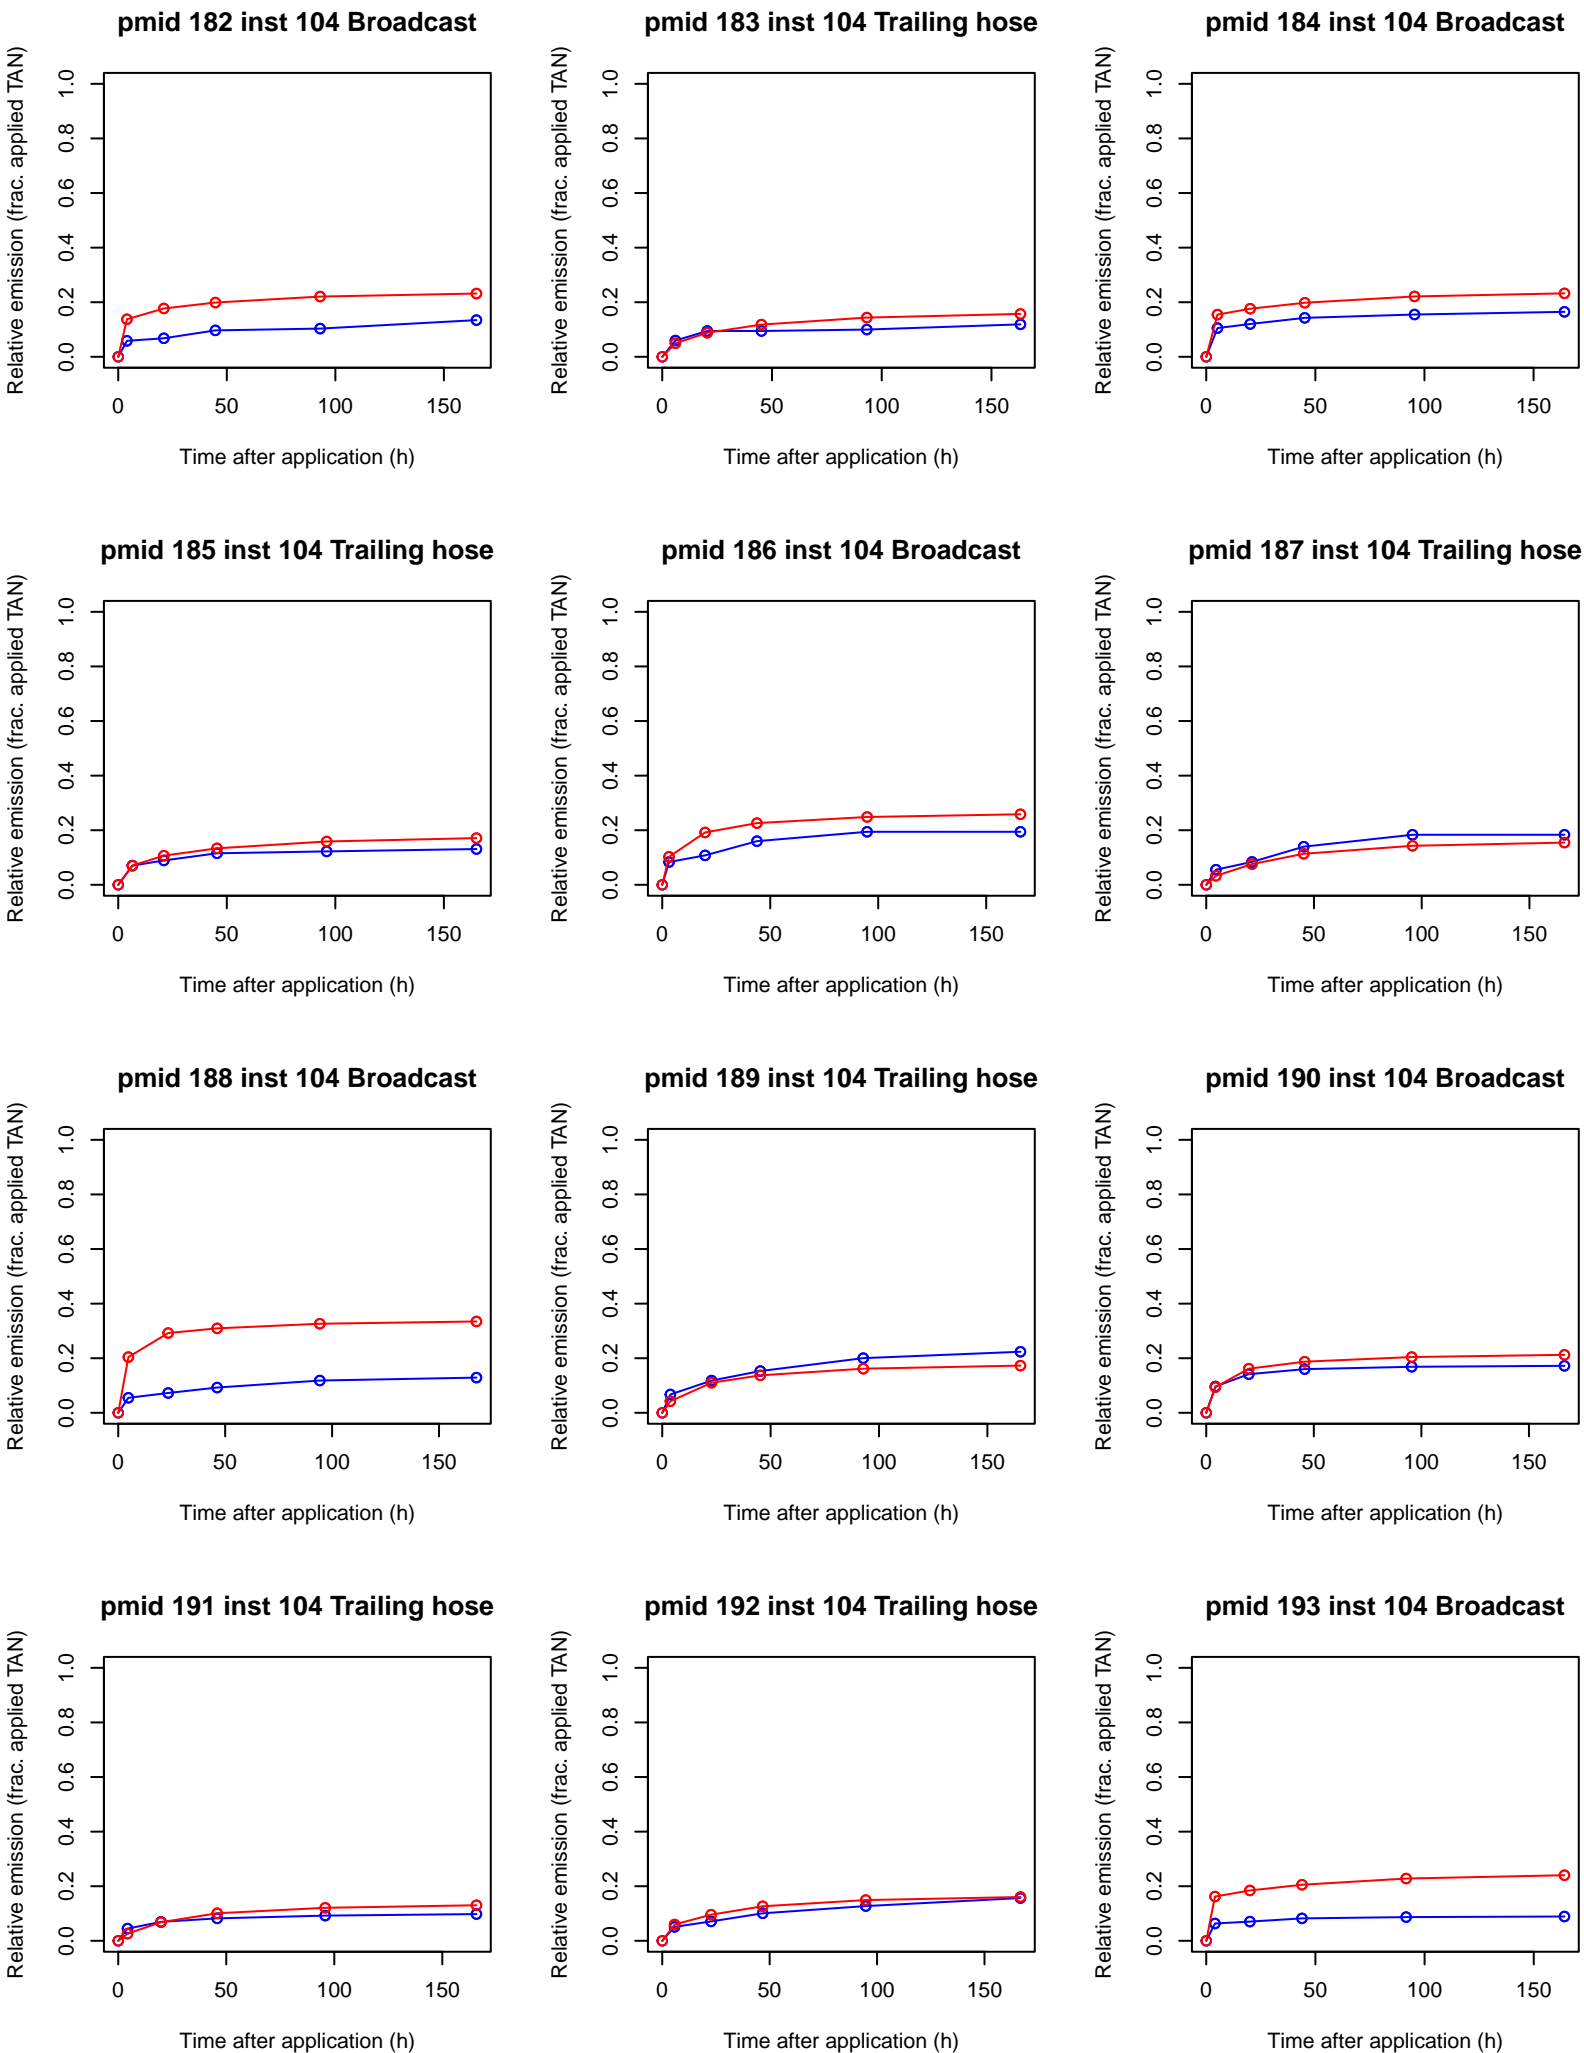 pmid 182 inst 104 Broadcast
Relative emission (frac. applied TAN)
1.0
0.8
0.6
0.4
0.2
0.0
0 50 100 150
Time after application (h)
pmid 183 inst 104 Trailing hose
Relative emission (frac. applied TAN)
1.0
0.8
0.6
0.4
0.2
0.0
0 50 100 150
Time after application (h)
pmid 184 inst 104 Broadcast
Relative emission (frac. applied TAN)
1.0
0.8
0.6
0.4
0.2
0.0
0 50 100 150
Time after application (h)
pmid 185 inst 104 Trailing hose
Relative emission (frac. applied TAN)
1.0
0.8
0.6
0.4
0.2
0.0
0 50 100 150
Time after application (h)
pmid 186 inst 104 Broadcast
Relative emission (frac. applied TAN)
1.0
0.8
0.6
0.4
0.2
0.0
0 50 100 150
Time after application (h)
pmid 187 inst 104 Trailing hose
Relative emission (frac. applied TAN)
1.0
0.8
0.6
0.4
0.2
0.0
0 50 100 150
Time after application (h)
pmid 188 inst 104 Broadcast
Relative emission (frac. applied TAN)
1.0
0.8
0.6
0.4
0.2
0.0
0 50 100 150
Time after application (h)
pmid 189 inst 104 Trailing hose
Relative emission (frac. applied TAN)
1.0
0.8
0.6
0.4
0.2
0.0
0 50 100 150
Time after application (h)
pmid 190 inst 104 Broadcast
Relative emission (frac. applied TAN)
1.0
0.8
0.6
0.4
0.2
0.0
0 50 100 150
Time after application (h)
pmid 191 inst 104 Trailing hose
Relative emission (frac. applied TAN)
1.0
0.8
0.6
0.4
0.2
0.0
0 50 100 150
Time after application (h)
pmid 192 inst 104 Trailing hose
Relative emission (frac. applied TAN)
1.0
0.8
0.6
0.4
0.2
0.0
0 50 100 150
Time after application (h)
pmid 193 inst 104 Broadcast
Relative emission (frac. applied TAN)
1.0
0.8
0.6
0.4
0.2
0.0
0 50 100 150
Time after application (h)